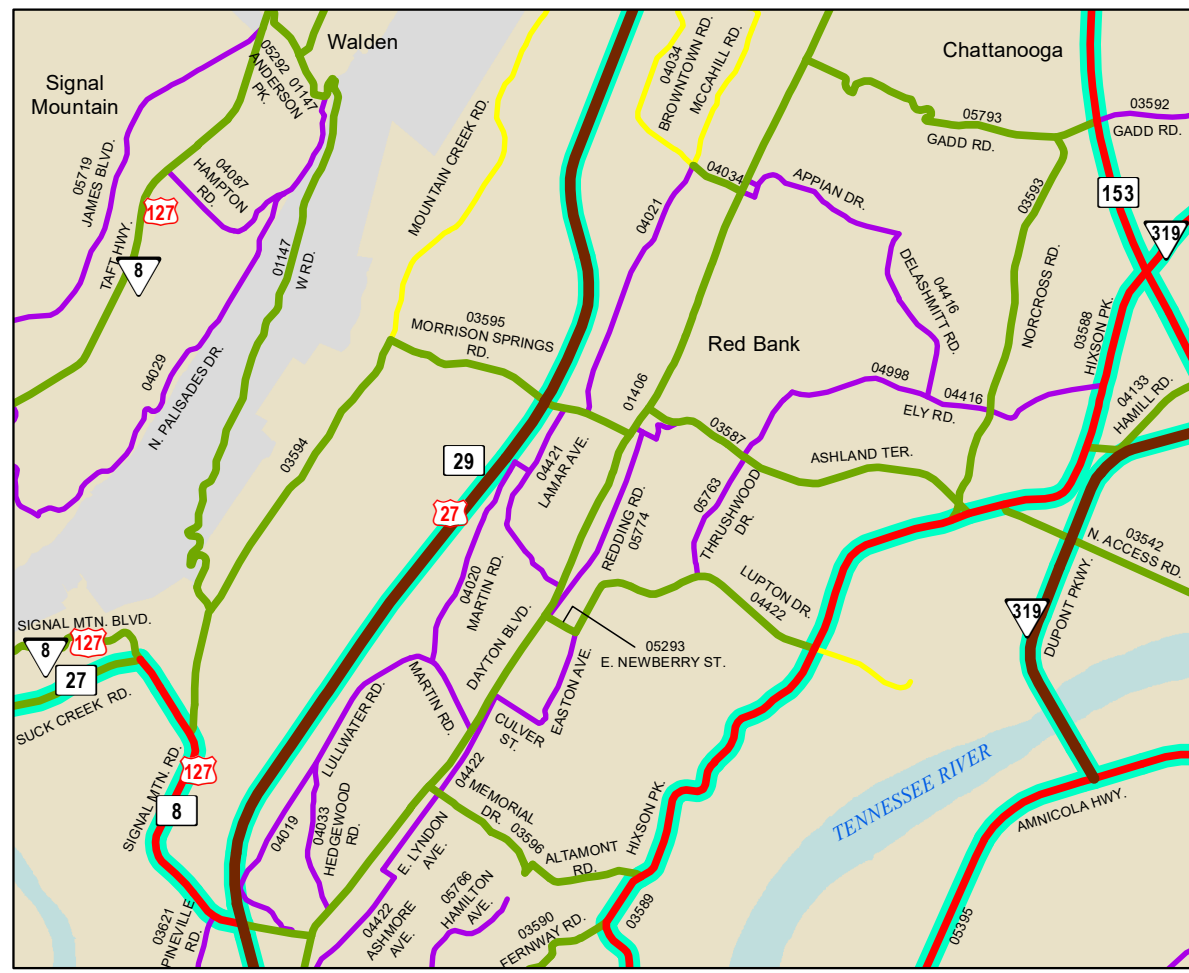 Walden
Chattanooga
Signal
Mountain
05292 01147
ANDERSON
PK.
MOUNTAIN CREEK RD.
04034
BROWNTOWN RD.
MCCAHILL RD.
05793
GADD RD.
03592
GADD RD.
05719
JAMES BLVD.
04087
HAMPTON
RD.
127
TAFT HWY.
8
01147
W RD.
04021
04034
APPIAN DR.
03593
NORCROSS RD.
153
319
04416
DELASHMITT RD.
03588
HIXSON PK.
03595
MORRISON SPRINGS
RD.
Red Bank
04029
N. PALISADES DR.
01406
04998
04416
ELY RD.
04133
HAMILL RD.
03594
29
27
04421
LAMAR AVE.
03587
ASHLAND TER.
REDDING RD.
05774
05763
THRUSHWOOD
DR.
03542
N. ACCESS RD.
04020
MARTIN RD.
LUPTON DR.
04422
319
DUPONT PKWY.
SIGNAL MTN. BLVD.
8
127
27
SUCK CREEK RD.
DAYTON BLVD.
05293
E. NEWBERRY ST.
EASTON AVE.
MARTIN RD.
LULLWATER RD.
CULVER
ST.
SIGNAL MTN. RD.
127
8
04422
MEMORIAL
DR. 03596
HIXSON PK.
TENNESSEE RIVER
AMNICOLA HWY.
04019
04033
HEDGEWOOD
RD.
E. LYNDON
AVE.
ALTAMONT
RD.
03621
PINEVILLE
RD.
04422
ASHMORE
AVE.
05766
HAMILTON
AVE.
03590
FERNWAY RD.
03589
05395